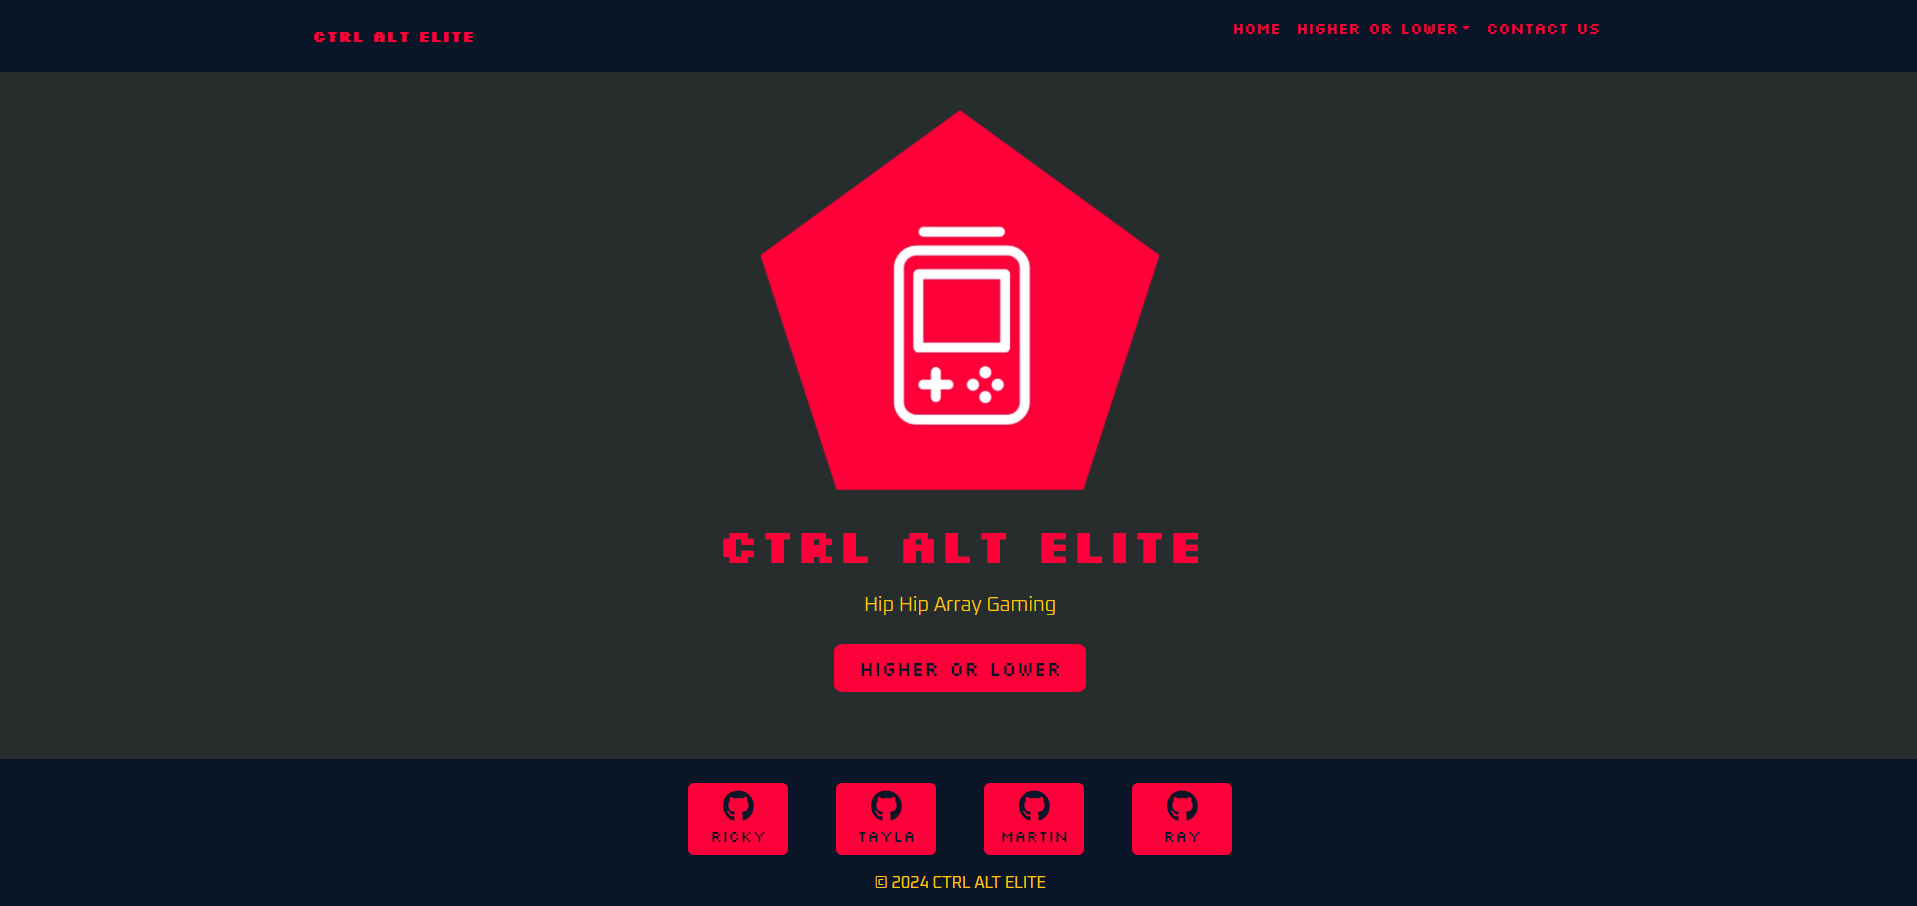 CTRL ALT ELITE
HOME HIGHER OR LOWER CONTACT US
CTRL ALT ELITE
Hip Hip Array Gaming
HIGHER OR LOWER
RICKY TAYLA MARTIN RAY
© 2024 CTRL ALT ELITE